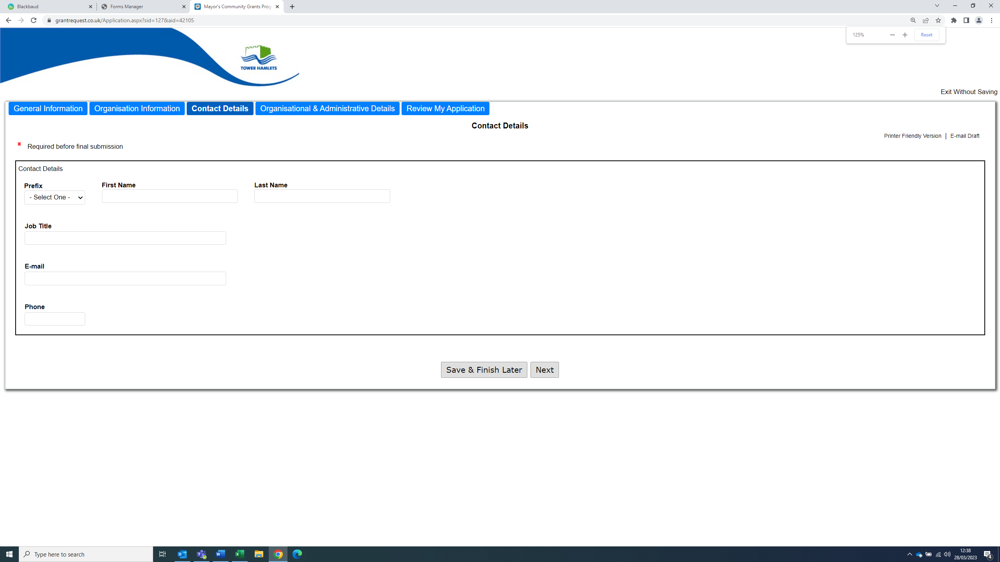 Blackbaud
Forms Manager
Mayor's Community Grants Prog
grantrequest.co.uk/Application.aspx?sid=127&aid=42105
125%
Reset
TOWER HAMLETS
Exit Without Saving
General Information Organisation Information Contact Details Organisational & Administrative Details Review My Application
Contact Details
Printer Friendly Version | E-mail Draft
* Required before final submission
Contact Details
Prefix First Name Last Name
- Select One -
Job Title
E-mail
Phone
Save & Finish Later Next
Type here to search
12:38
28/03/2023
4